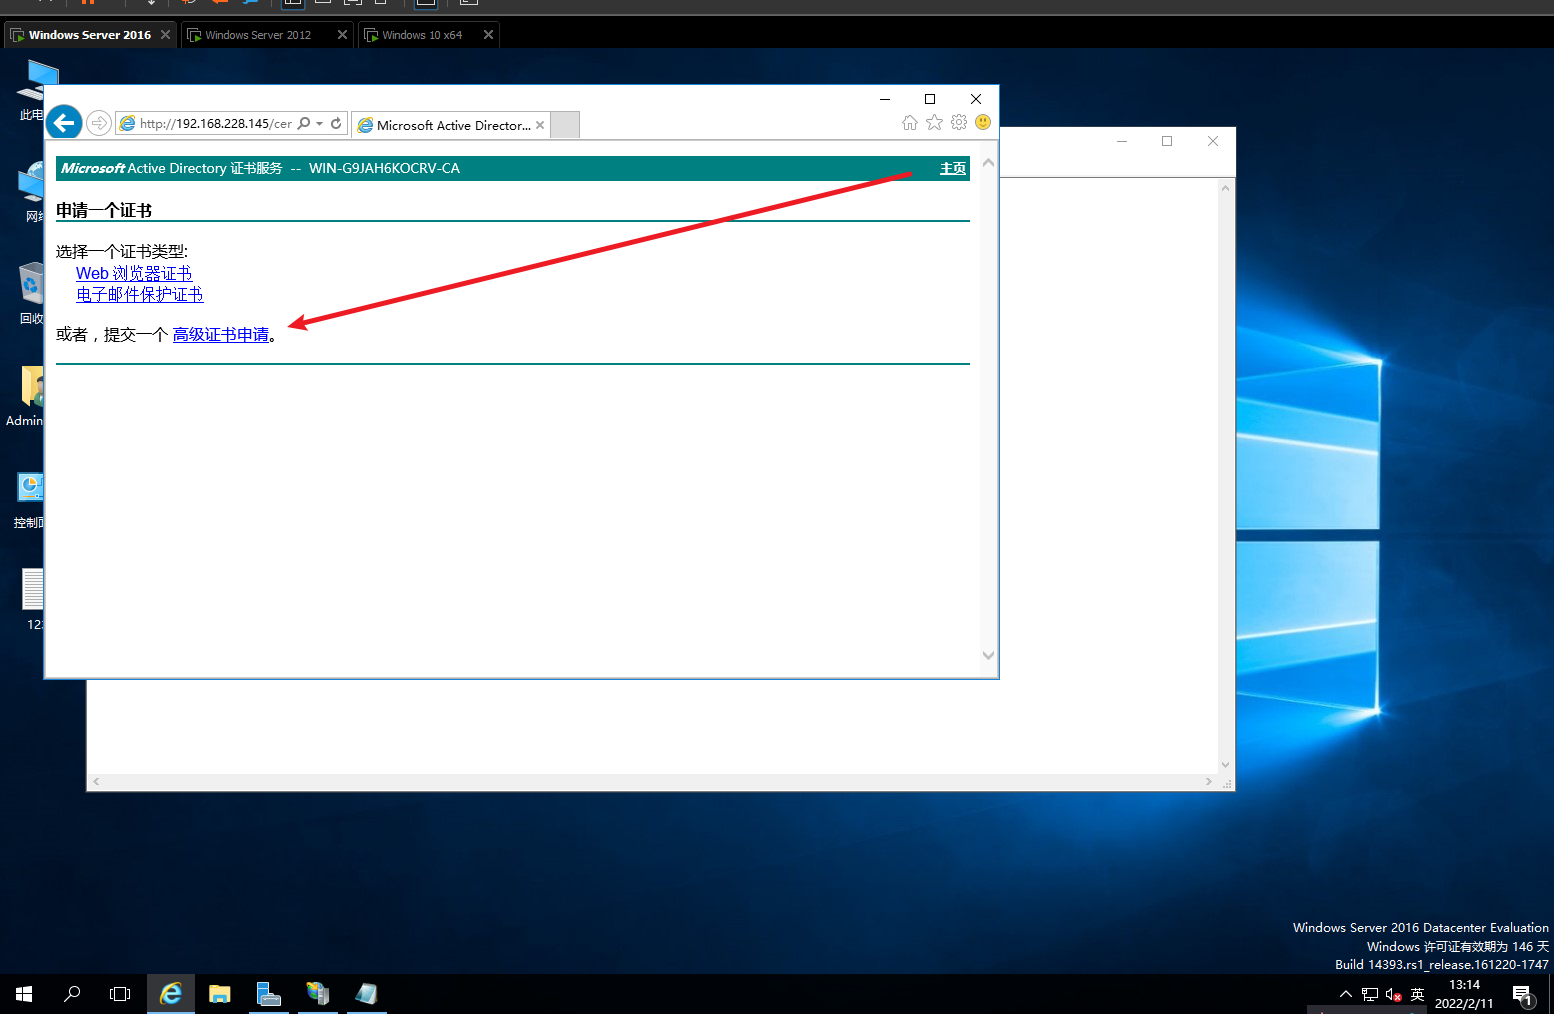 Windows Server 2016
Windows Server 2012
Windows 10 x64
此电
http://192.168.228.145/cer
Microsoft Active Director...
Microsoft Active Directory 证书服务 -- WIN-G9JAH6KOCRV-CA
主页
申请一个证书
选择一个证书类型:
Web 浏览器证书
电子邮件保护证书
或者，提交一个 高级证书申请。
网络
回收
Admin
控制面
12
Windows Server 2016 Datacenter Evaluation
Windows 许可证有效期为 146 天
Build 14393.rs1_release.161220-1747
英
13:14
2022/2/11
1